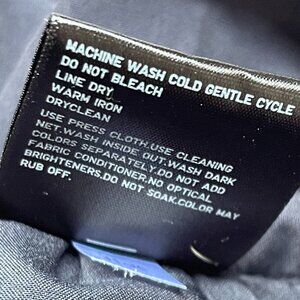 MACHINE WASH COLD GENTLE CYCLE
DO NOT BLEACH
LINE DRY.
WARM IRON
DRYCLEAN
USE PRESS CLOTH.USE CLEANING
NET.WASH INSIDE OUT.WASH DARK
COLORS SEPARATELY.DO NOT ADD
FABRIC CONDITIONER.NO OPTICAL
BRIGHTENERS.DO NOT SOAK.COLOR MAY
RUB OFF.